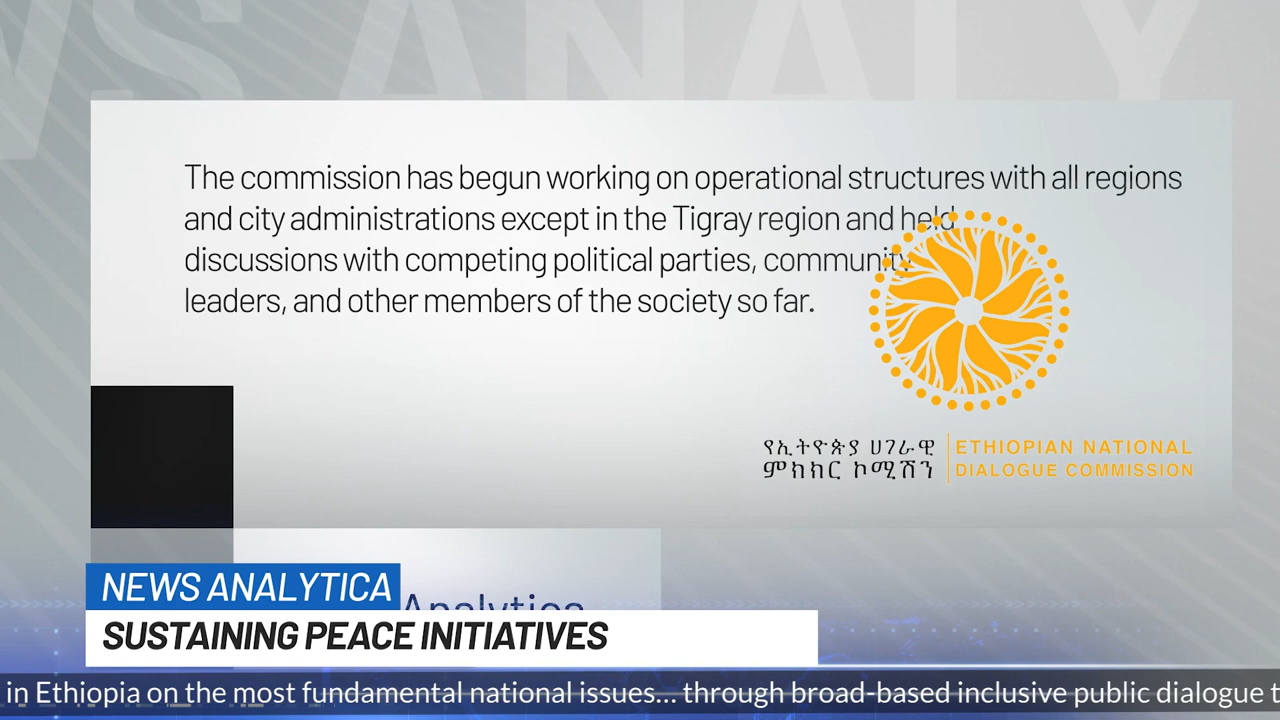 WS ANALY
The commission has begun working on operational structures with all regions
and city administrations except in the Tigray region and held
discussions with competing political parties, community
leaders, and other members of the society so far.
የኢትዮጵያ ሀገራዊ
ምክክር ኮሚሽን
ETHIOPIAN NATIONAL
DIALOGUE COMMISSION
NEWS ANALYTICA
Analytica
SUSTAINING PEACE INITIATIVES
in Ethiopia on the most fundamental national issues... through broad-based inclusive public dialogue t